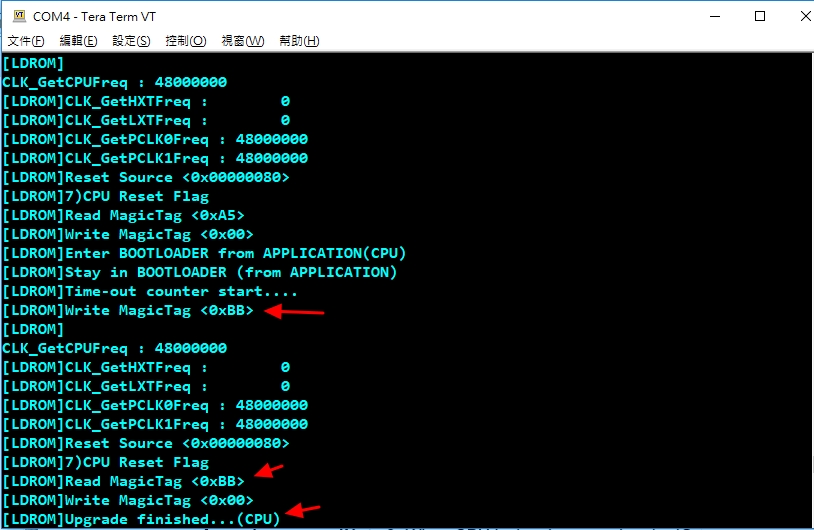 COM4 - Tera Term VT
文件(F) 編輯(E) 設定(S) 控制(O) 視窗(W) 幫助(H)
[LDROM]
CLK_GetCPUFreq : 48000000
[LDROM]CLK_GetHXTFreq :        0
[LDROM]CLK_GetLXTFreq :        0
[LDROM]CLK_GetPCLK0Freq : 48000000
[LDROM]CLK_GetPCLK1Freq : 48000000
[LDROM]Reset Source <0x00000080>
[LDROM]7)CPU Reset Flag
[LDROM]Read MagicTag <0xA5>
[LDROM]Write MagicTag <0x00>
[LDROM]Enter BOOTLOADER from APPLICATION(CPU)
[LDROM]Stay in BOOTLOADER (from APPLICATION)
[LDROM]Time-out counter start....
[LDROM]Write MagicTag <0xBB>
[LDROM]
CLK_GetCPUFreq : 48000000
[LDROM]CLK_GetHXTFreq :        0
[LDROM]CLK_GetLXTFreq :        0
[LDROM]CLK_GetPCLK0Freq : 48000000
[LDROM]CLK_GetPCLK1Freq : 48000000
[LDROM]Reset Source <0x00000080>
[LDROM]7)CPU Reset Flag
[LDROM]Read MagicTag <0xBB>
[LDROM]Write MagicTag <0x00>
[LDROM]Upgrade finished...(CPU)